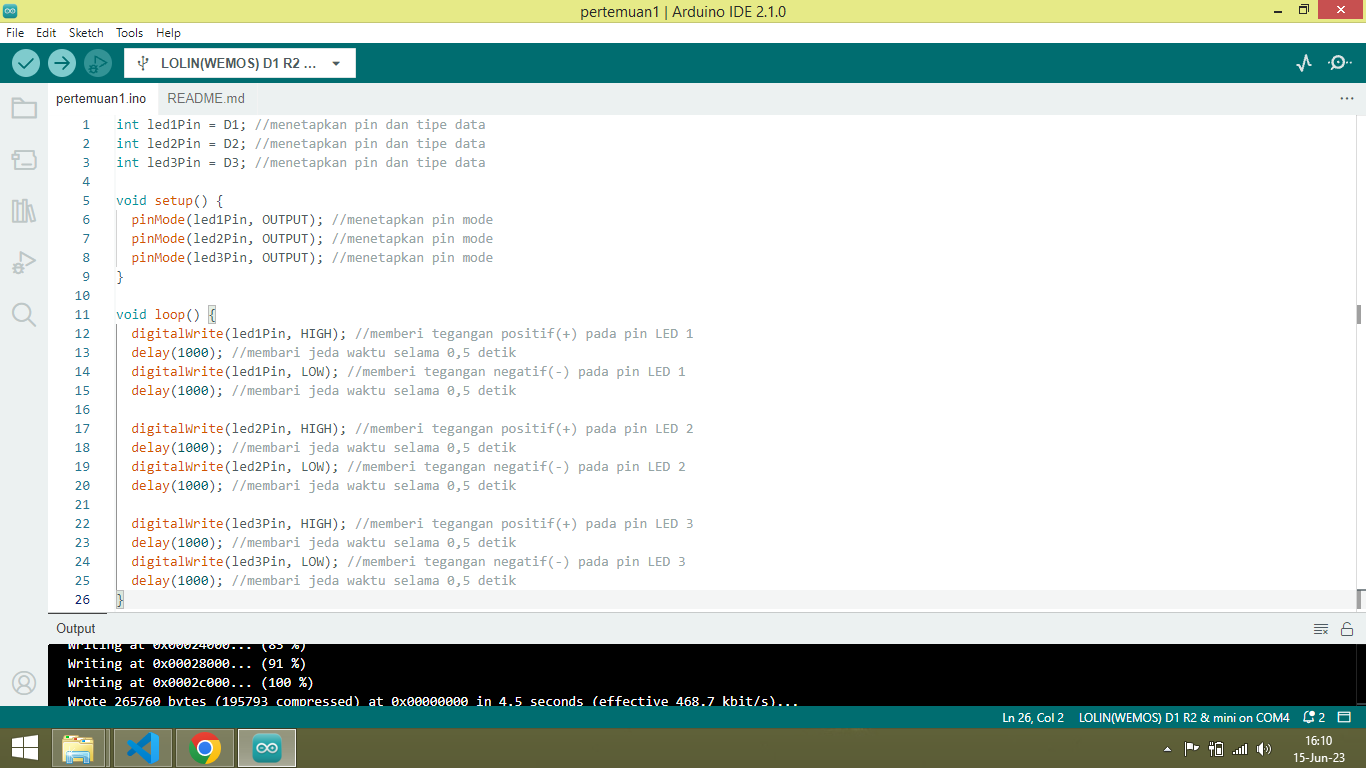 pertemuan1 | Arduino IDE 2.1.0
File Edit Sketch Tools Help
LOLIN(WEMOS) D1 R2 ...
pertemuan1.ino README.md
1 int led1Pin = D1; //menetapkan pin dan tipe data
2 int led2Pin = D2; //menetapkan pin dan tipe data
3 int led3Pin = D3; //menetapkan pin dan tipe data
4
5 void setup() {
6 pinMode(led1Pin, OUTPUT); //menetapkan pin mode
7 pinMode(led2Pin, OUTPUT); //menetapkan pin mode
8 pinMode(led3Pin, OUTPUT); //menetapkan pin mode
9 }
10
11 void loop() {
12 digitalWrite(led1Pin, HIGH); //memberi tegangan positif(+) pada pin LED 1
13 delay(1000); //membari jeda waktu selama 0,5 detik
14 digitalWrite(led1Pin, LOW); //memberi tegangan negatif(-) pada pin LED 1
15 delay(1000); //membari jeda waktu selama 0,5 detik
16
17 digitalWrite(led2Pin, HIGH); //memberi tegangan positif(+) pada pin LED 2
18 delay(1000); //membari jeda waktu selama 0,5 detik
19 digitalWrite(led2Pin, LOW); //memberi tegangan negatif(-) pada pin LED 2
20 delay(1000); //membari jeda waktu selama 0,5 detik
21
22 digitalWrite(led3Pin, HIGH); //memberi tegangan positif(+) pada pin LED 3
23 delay(1000); //membari jeda waktu selama 0,5 detik
24 digitalWrite(led3Pin, LOW); //memberi tegangan negatif(-) pada pin LED 3
25 delay(1000); //membari jeda waktu selama 0,5 detik
26 }
Output
Writing at 0x00024000... (83 %)
Writing at 0x00028000... (91 %)
Writing at 0x0002c000... (100 %)
Wrote 265760 bytes (195793 compressed) at 0x00000000 in 4.5 seconds (effective 468.7 kbit/s)...
Ln 26, Col 2 LOLIN(WEMOS) D1 R2 & mini on COM4 2
16:10
15-Jun-23